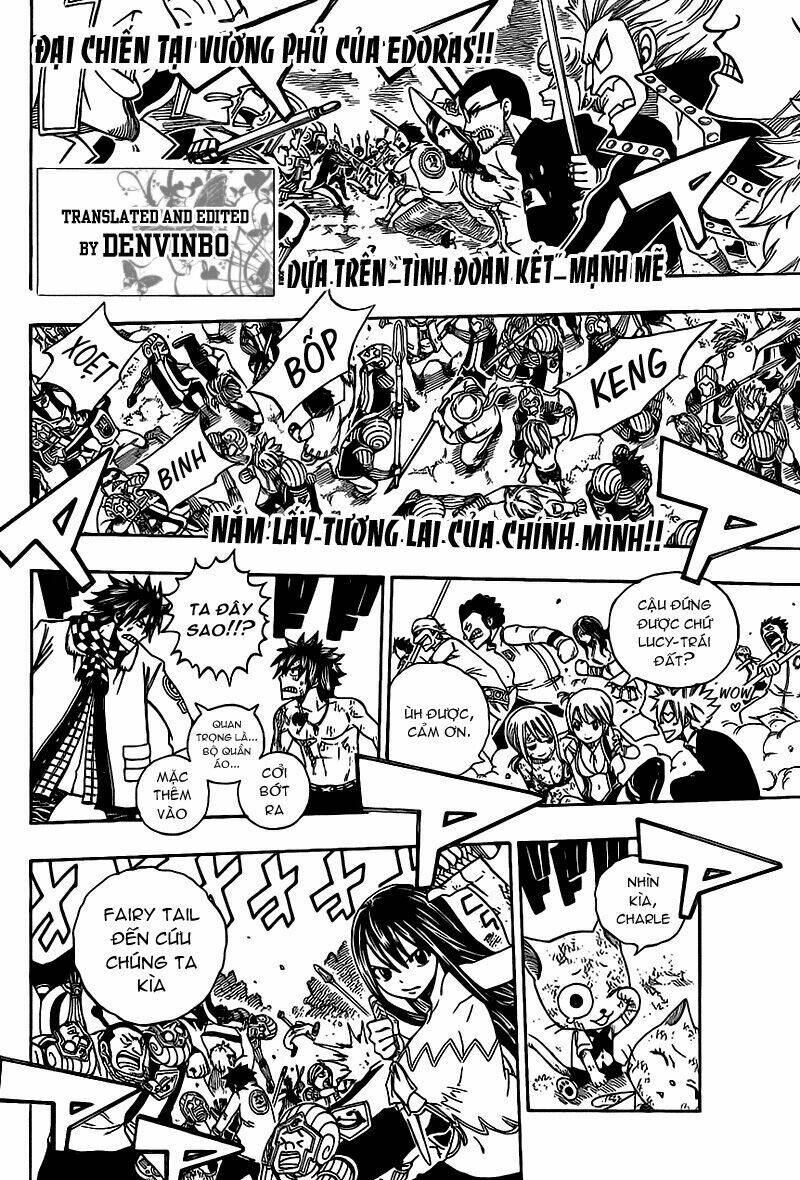 ĐẠI CHIẾN TẠI VƯƠNG PHỦ CỦA EDORAS!!
TRANSLATED AND EDITED
BY DENVINBO
DỰA TRÊN "TÌNH ĐOÀN KẾT" MẠNH MẼ
XOẸT
BỐP
KENG
BINH
NẮM LẤY TƯƠNG LAI CỦA CHÍNH MÌNH!!
TA ĐÂY
SAO!!?
QUAN
TRỌNG LÀ...
BỘ QUẦN
ÁO...
MẶC THÊM
VÀO
CỞI
BỚT
RA
CẬU ĐỨNG
ĐƯỢC CHỨ
LUCY-TRÁI
ĐẤT?
WOW
ỪH ĐƯỢC,
CẢM ƠN.
FAIRY TAIL
ĐẾN CỨU
CHÚNG TA
KÌA
NHÌN
KÌA,
CHARLE